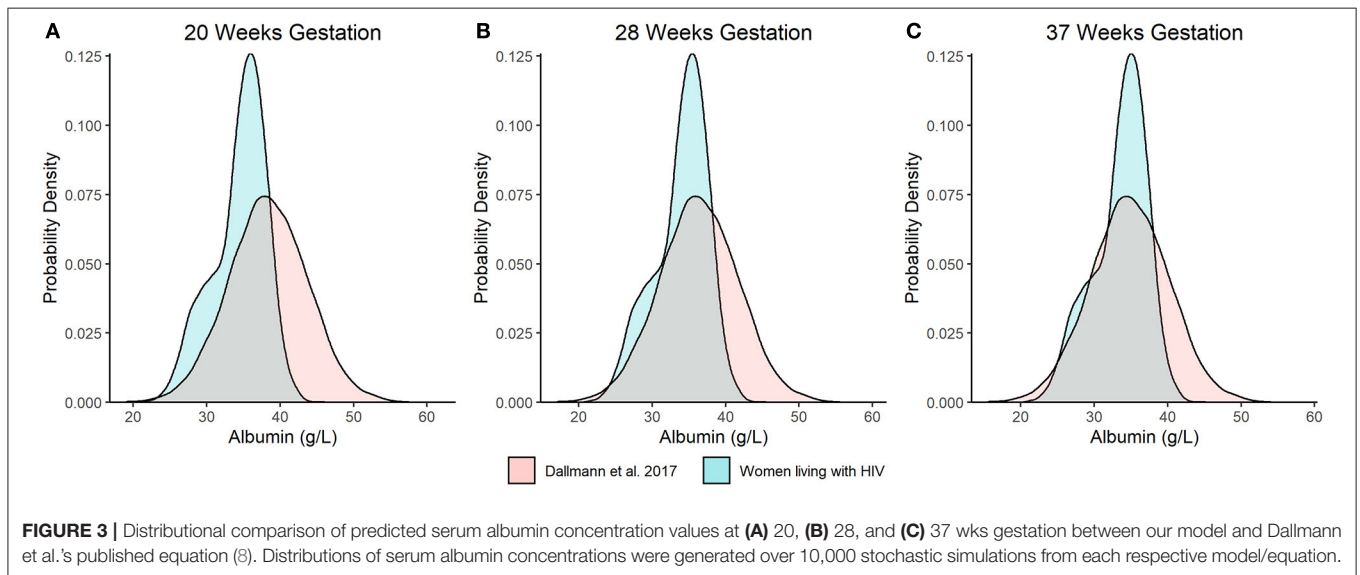 A
20 Weeks Gestation
0.125
0.100
0.075
0.050
0.025
0.000
Probability Density
20 30 40 50 60
Albumin (g/L)
B
28 Weeks Gestation
0.125
0.100
0.075
0.050
0.025
0.000
Probability Density
20 30 40 50 60
Albumin (g/L)
C
37 Weeks Gestation
0.125
0.100
0.075
0.050
0.025
0.000
Probability Density
20 30 40 50 60
Albumin (g/L)
Dallmann et al. 2017 Women living with HIV
FIGURE 3 | Distributional comparison of predicted serum albumin concentration values at (A) 20, (B) 28, and (C) 37 wks gestation between our model and Dallmann
et al.'s published equation (8). Distributions of serum albumin concentrations were generated over 10,000 stochastic simulations from each respective model/equation.